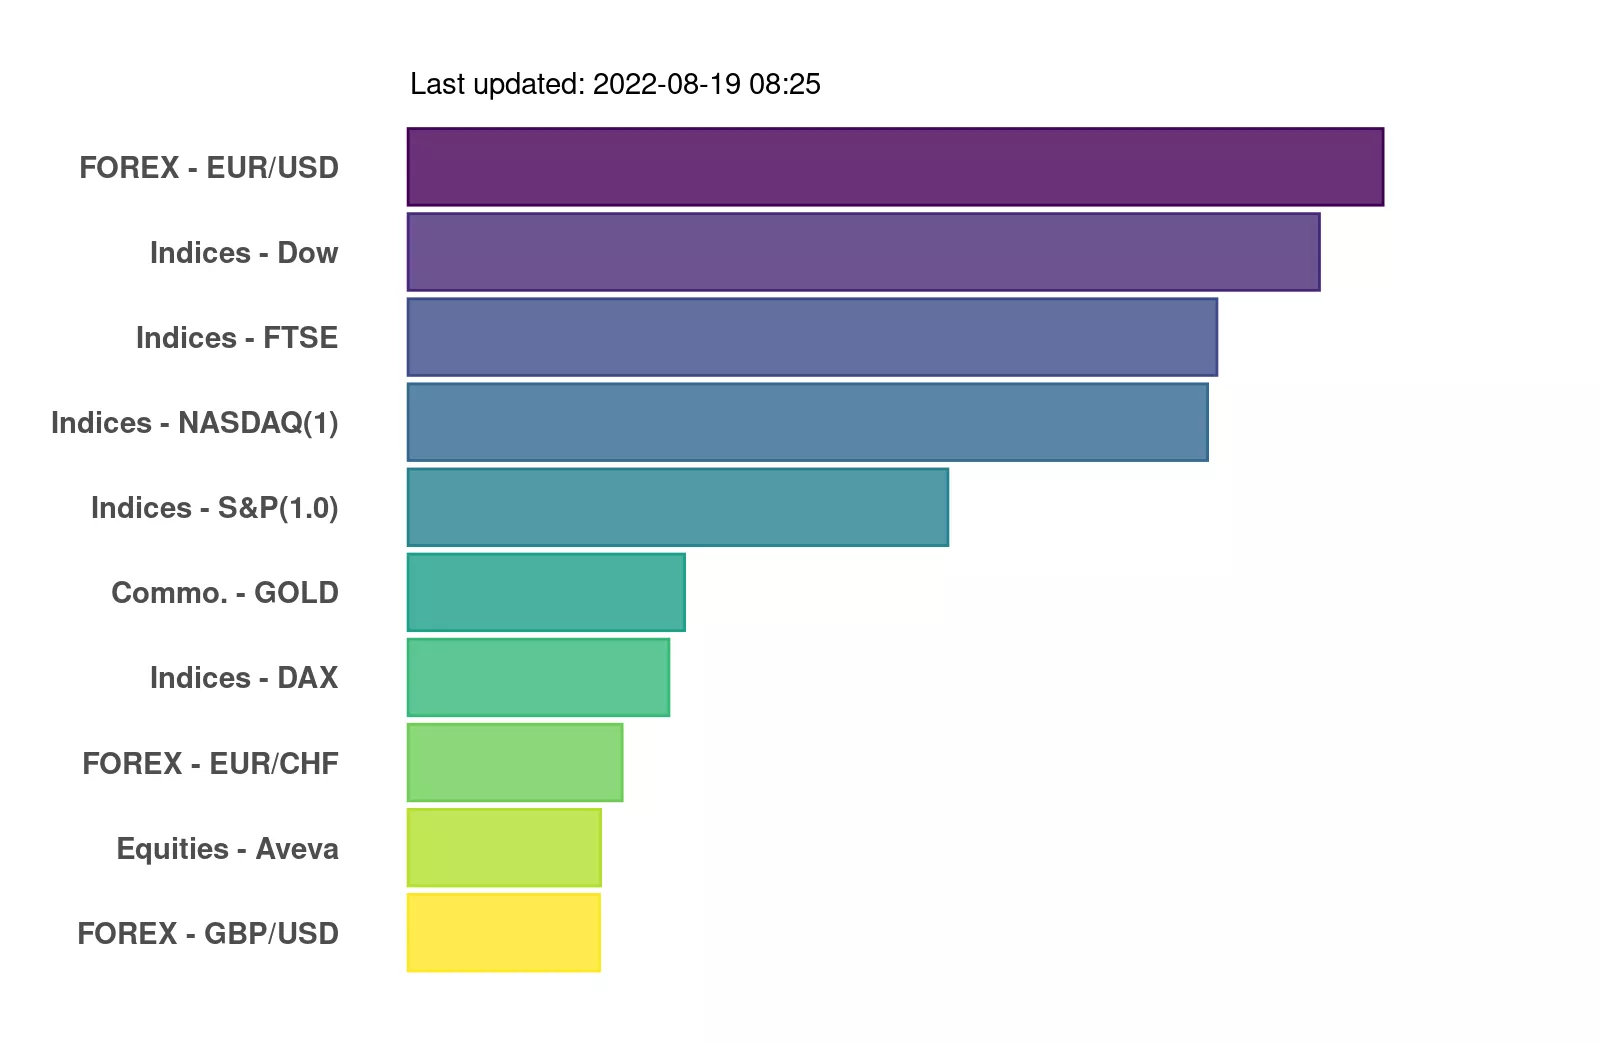 Last updated: 2022-08-19 08:25
FOREX - EUR/USD
Indices - Dow
Indices - FTSE
Indices - NASDAQ(1)
Indices - S&P(1.0)
Commo. - GOLD
Indices - DAX
FOREX - EUR/CHF
Equities - Aveva
FOREX - GBP/USD